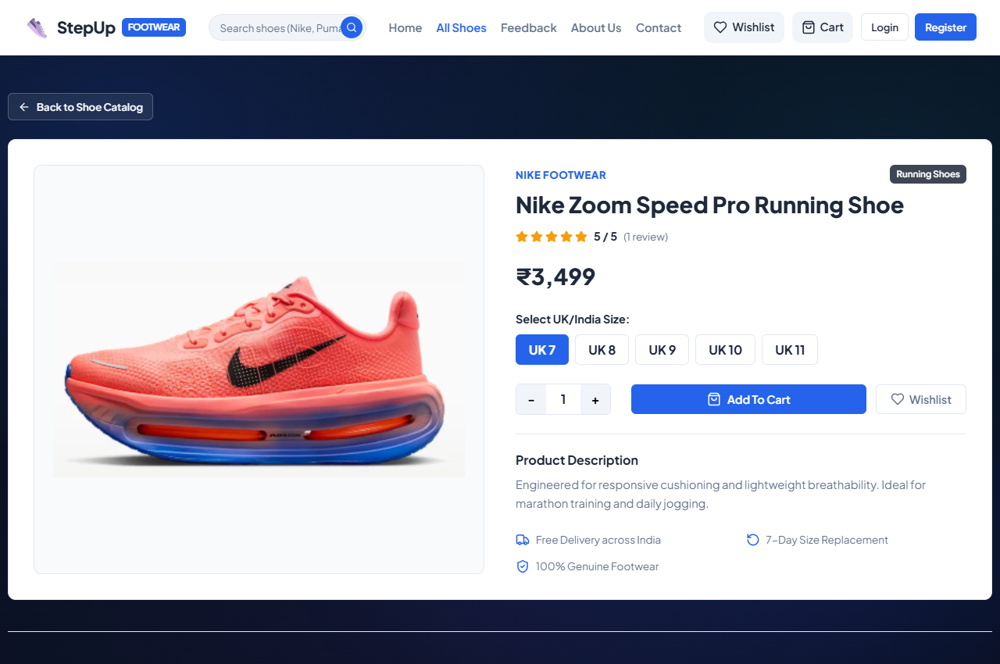 StepUp FOOTWEAR
Search shoes (Nike, Puma
Home All Shoes Feedback About Us Contact
Wishlist Cart Login Register
Back to Shoe Catalog
NIKE FOOTWEAR
Running Shoes
Nike Zoom Speed Pro Running Shoe
5 / 5 (1 review)
₹3,499
Select UK/India Size:
UK 7 UK 8 UK 9 UK 10 UK 11
- 1 + Add To Cart Wishlist
Product Description
Engineered for responsive cushioning and lightweight breathability. Ideal for
marathon training and daily jogging.
Free Delivery across India 7-Day Size Replacement
100% Genuine Footwear